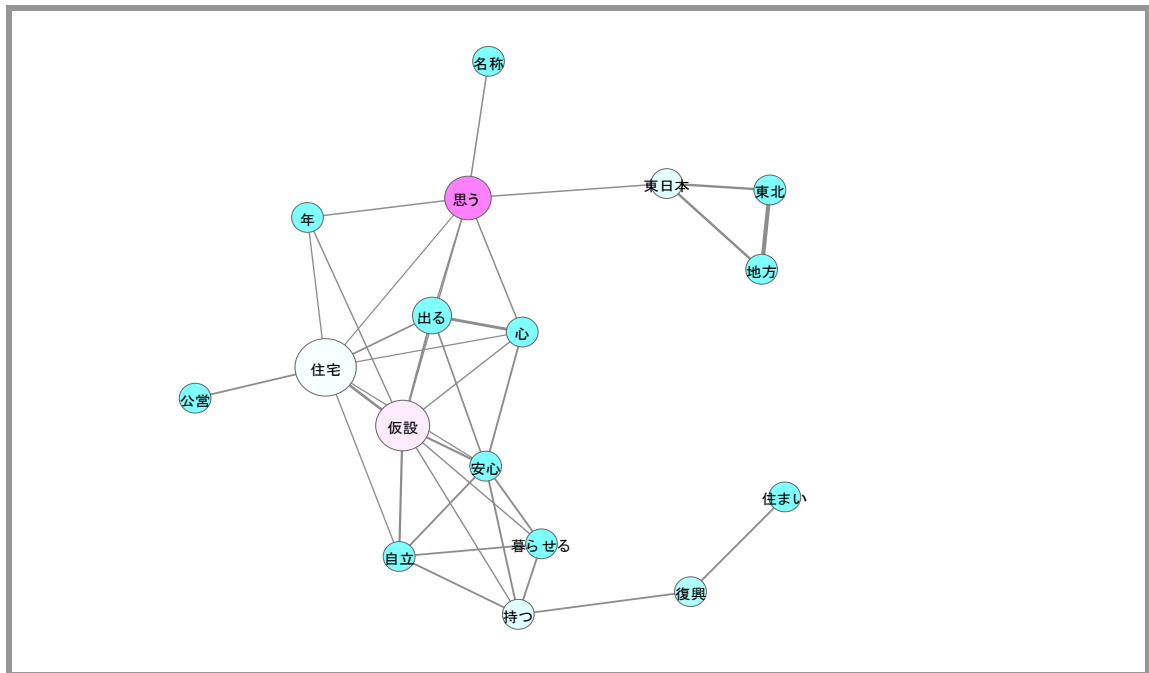 名称
思う
東日本
東北
年
地方
出る
心
住宅
公営
仮設
安心
住まい
暮らせる
自立
復興
持つ